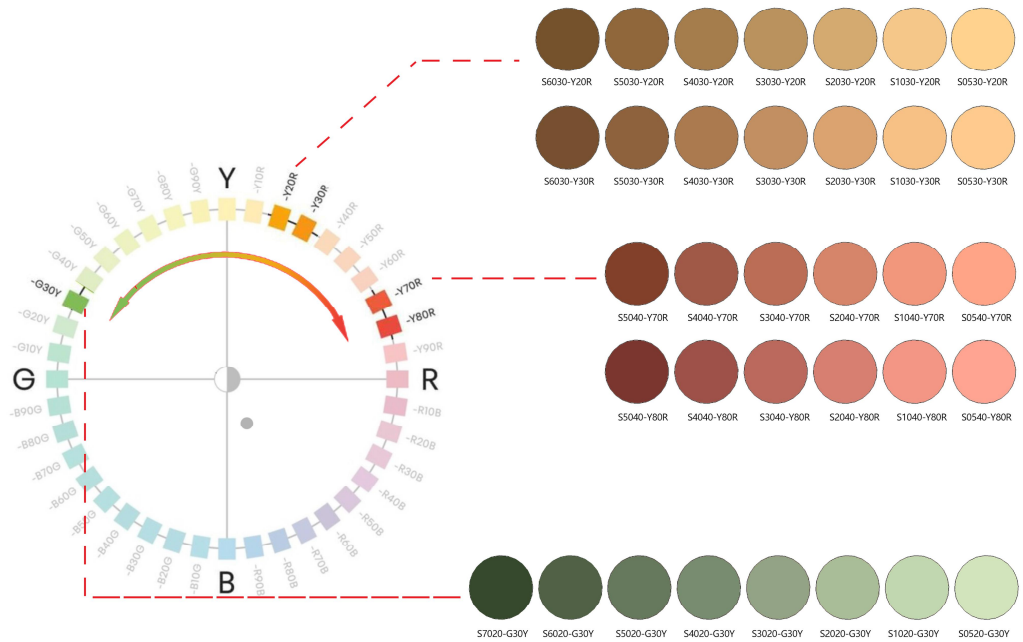 S6030-Y20R S5030-Y20R S4030-Y20R S3030-Y20R S2030-Y20R S1030-Y20R S0530-Y20R
S6030-Y30R S5030-Y30R S4030-Y30R S3030-Y30R S2030-Y30R S1030-Y30R S0530-Y30R
S5040-Y70R S4040-Y70R S3040-Y70R S2040-Y70R S1040-Y70R S0540-Y70R
S5040-Y80R S4040-Y80R S3040-Y80R S2040-Y80R S1040-Y80R S0540-Y80R
S7020-G30Y S6020-G30Y S5020-G30Y S4020-G30Y S3020-G30Y S2020-G30Y S1020-G30Y S0520-G30Y
Y
-Y10R
-Y20R
-Y30R
-Y40R
-Y50R
-Y60R
-Y70R
-Y80R
-Y90R
R
-R10B
-R20B
-R30B
-R40B
-R50B
-R60B
-R70B
-R80B
-R90B
B
-B10G
-B20G
-B30G
-B40G
-B50G
-B60G
-B70G
-B80G
-B90G
G
-G10Y
-G20Y
-G30Y
-G40Y
-G50Y
-G60Y
-G70Y
-G80Y
-G90Y